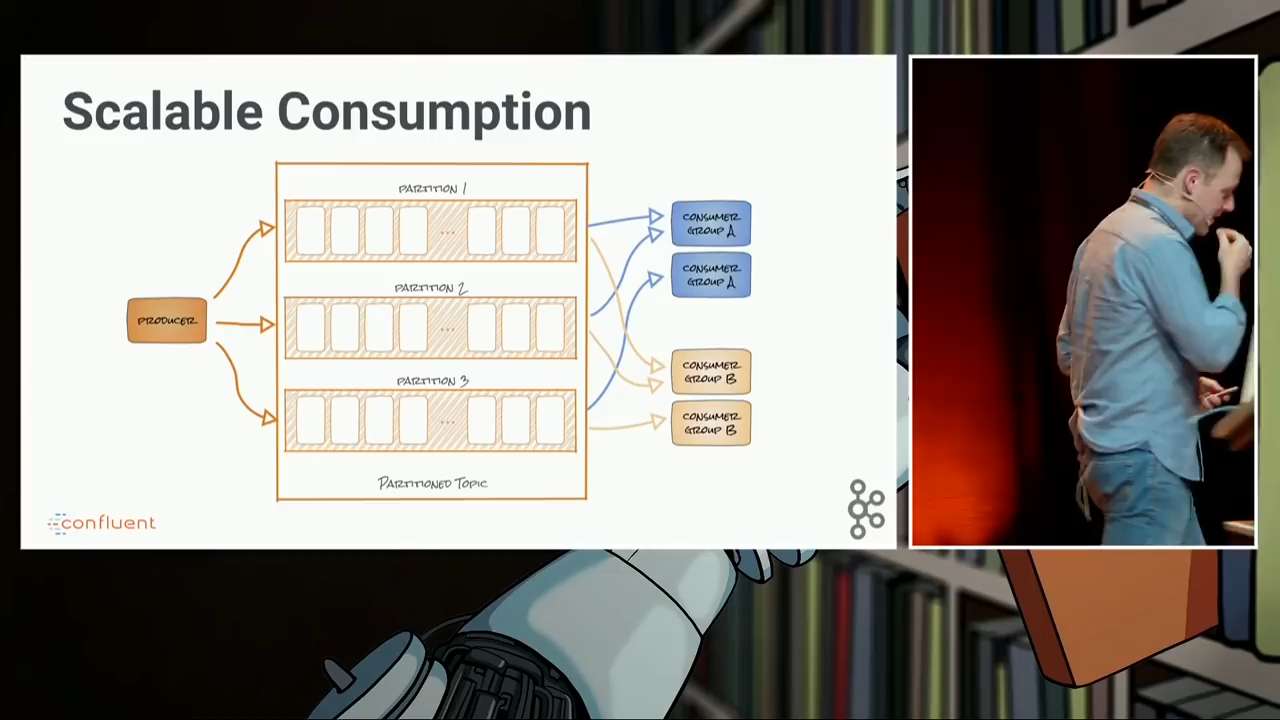 Scalable Consumption
PARTITION 1
...
PARTITION 2
...
PARTITION 3
...
PARTITIONED TOPIC
PRODUCER
CONSUMER
GROUP A
CONSUMER
GROUP A
CONSUMER
GROUP B
CONSUMER
GROUP B
confluent